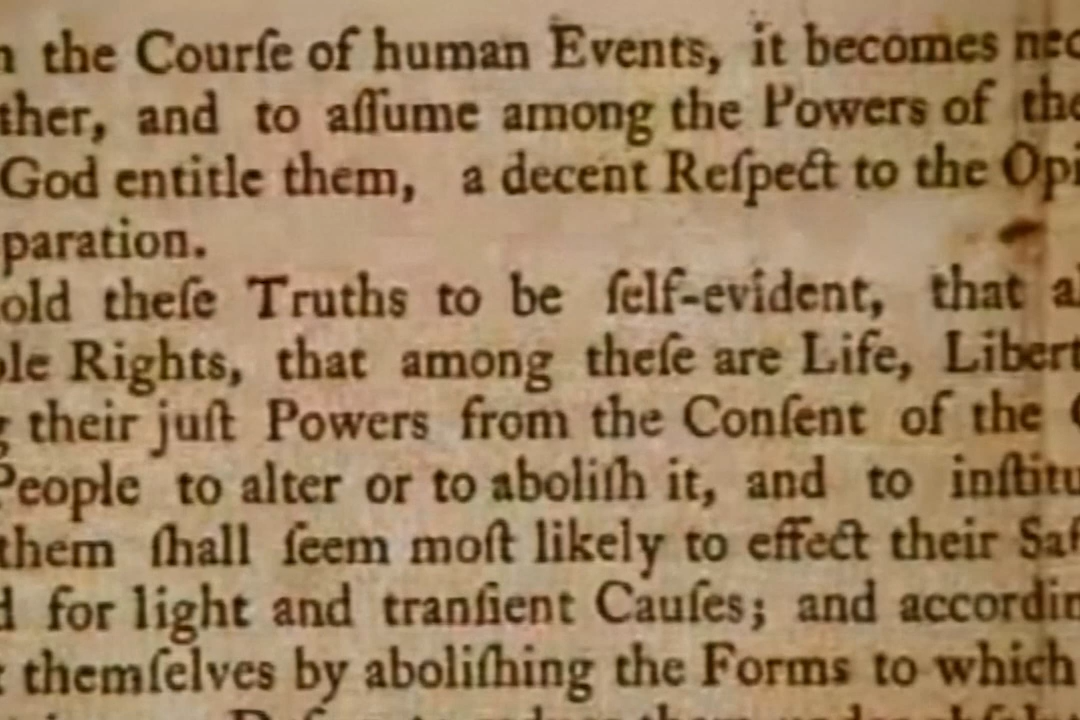 n the Courſe of human Events, it becomes nec
ther, and to aſſume among the Powers of the
God entitle them, a decent Reſpect to the Opi
paration.
old theſe Truths to be ſelf-evident, that al
ble Rights, that among theſe are Life, Libert
g their juſt Powers from the Conſent of the
People to alter or to aboliſh it, and to inſtitu
them ſhall ſeem moſt likely to effect their Saf
d for light and tranſient Cauſes; and accordin
themſelves by aboliſhing the Forms to which